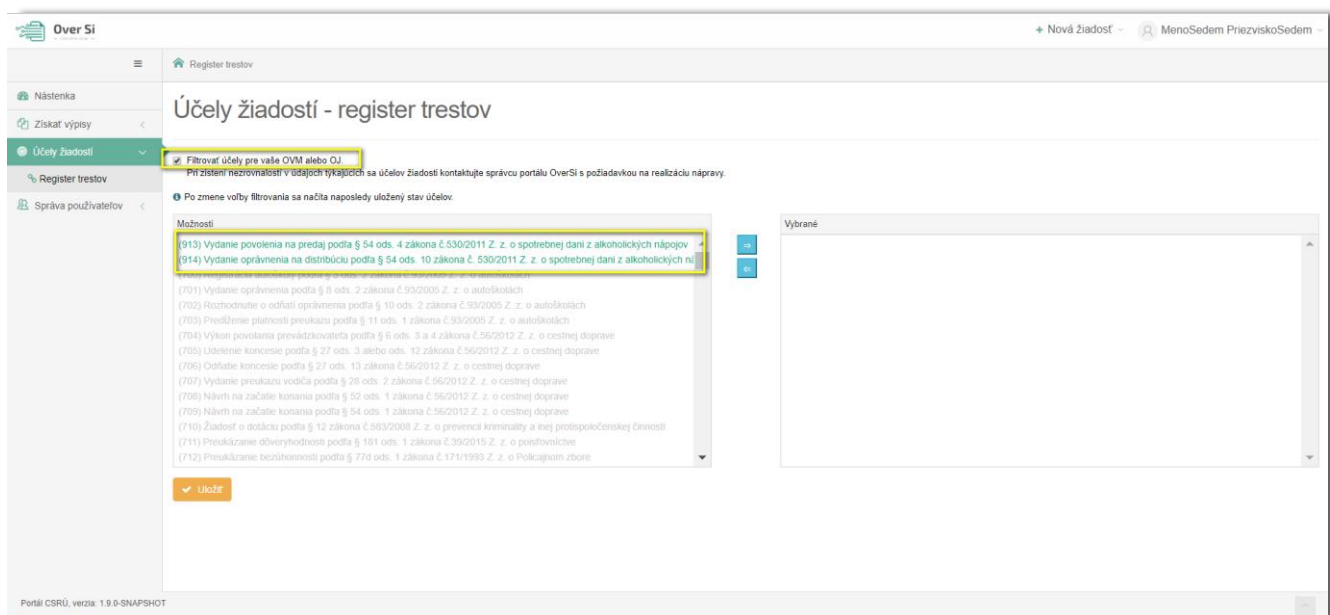 Over Si
+ Nová žiadosť
MenoSedem PriezviskoSedem
Register trestov
Nástenka
Získať výpisy
Účely žiadostí
Register trestov
Správa používateľov
Účely žiadostí - register trestov
Filtrovať účely pre vaše OVM alebo OJ.
Pri zistení nezrovnalostí v údajoch týkajúcich sa účelov žiadosti kontaktujte správcu portálu OverSi s požiadavkou na realizáciu nápravy.
Po zmene voľby filtrovania sa načíta naposledy uložený stav účelov.
Možnosti
(913) Vydanie povolenia na predaj podľa § 54 ods. 4 zákona č.530/2011 Z. z. o spotrebnej dani z alkoholických nápojov
(914) Vydanie oprávnenia na distribúciu podľa § 54 ods. 10 zákona č. 530/2011 Z. z. o spotrebnej dani z alkoholických ná
(700) Registrácia autoškoly podľa § 5 ods. 2 zákona č.93/2005 Z. z. o autoškolách
(701) Vydanie oprávnenia podľa § 8 ods. 2 zákona č.93/2005 Z. z. o autoškolách
(702) Rozhodnutie o odňatí oprávnenia podľa § 10 ods. 2 zákona č.93/2005 Z. z. o autoškolách
(703) Predĺženie platnosti preukazu podľa § 11 ods. 1 zákona č.93/2005 Z. z. o autoškolách
(704) Výkon povolania prevádzkovateľa podľa § 6 ods. 3 a 4 zákona č.56/2012 Z. z. o cestnej doprave
(705) Udelenie koncesie podľa § 27 ods. 3 alebo ods. 12 zákona č.56/2012 Z. z. o cestnej doprave
(706) Odňatie koncesie podľa § 27 ods. 13 zákona č.56/2012 Z. z. o cestnej doprave
(707) Vydanie preukazu vodiča podľa § 28 ods. 2 zákona č.56/2012 Z. z. o cestnej doprave
(708) Návrh na začatie konania podľa § 52 ods. 1 zákona č.56/2012 Z. z. o cestnej doprave
(709) Návrh na začatie konania podľa § 54 ods. 1 zákona č.56/2012 Z. z. o cestnej doprave
(710) Žiadosť o dotáciu podľa § 12 zákona č.583/2008 Z. z. o prevencii kriminality a inej protispoločenskej činnosti
(711) Preukázanie dôveryhodnosti podľa § 181 ods. 1 zákona č.39/2015 Z. z. o poisťovníctve
(712) Preukázanie bezúhonnosti podľa § 77d ods. 1 zákona č.171/1993 Z. z. o Policajnom zbore
Vybrané
Uložiť
Portál CSRÚ, verzia: 1.9.0-SNAPSHOT